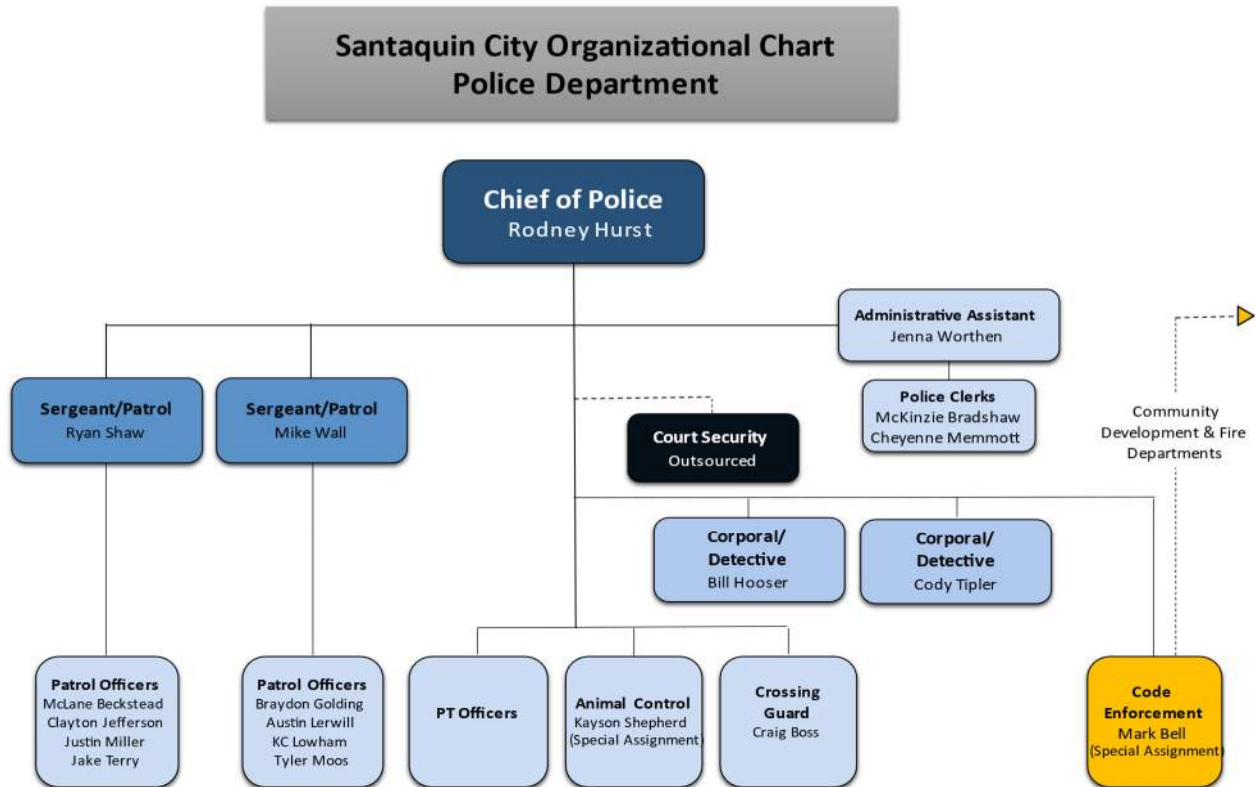 Santaquin City Organizational Chart
Police Department
Chief of Police
Rodney Hurst
Administrative Assistant
Jenna Worthen
Sergeant/Patrol
Ryan Shaw
Sergeant/Patrol
Mike Wall
Police Clerks
McKinzie Bradshaw
Cheyenne Memmott
Court Security
Outsourced
Community
Development & Fire
Departments
Corporal/
Detective
Bill Hooser
Corporal/
Detective
Cody Tipler
Patrol Officers
McLane Beckstead
Clayton Jefferson
Justin Miller
Jake Terry
Patrol Officers
Braydon Golding
Austin Lerwill
KC Lowham
Tyler Moos
PT Officers
Animal Control
Kayson Shepherd
(Special Assignment)
Crossing
Guard
Craig Boss
Code
Enforcement
Mark Bell
(Special Assignment)